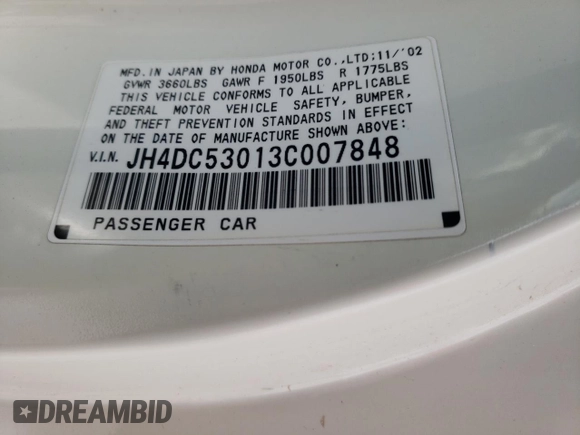 MFD.IN JAPAN BY HONDA MOTOR CO.,LTD;11/'02
GVWR 3660LBS GAWR F 1950LBS R 1775LBS
THIS VEHICLE CONFORMS TO ALL APPLICABLE
FEDERAL MOTOR VEHICLE SAFETY, BUMPER,
AND THEFT PREVENTION STANDARDS IN EFFECT
ON THE DATE OF MANUFACTURE SHOWN ABOVE:
V.I.N. JH4DC53013C007848
PASSENGER CAR
DREAMBID